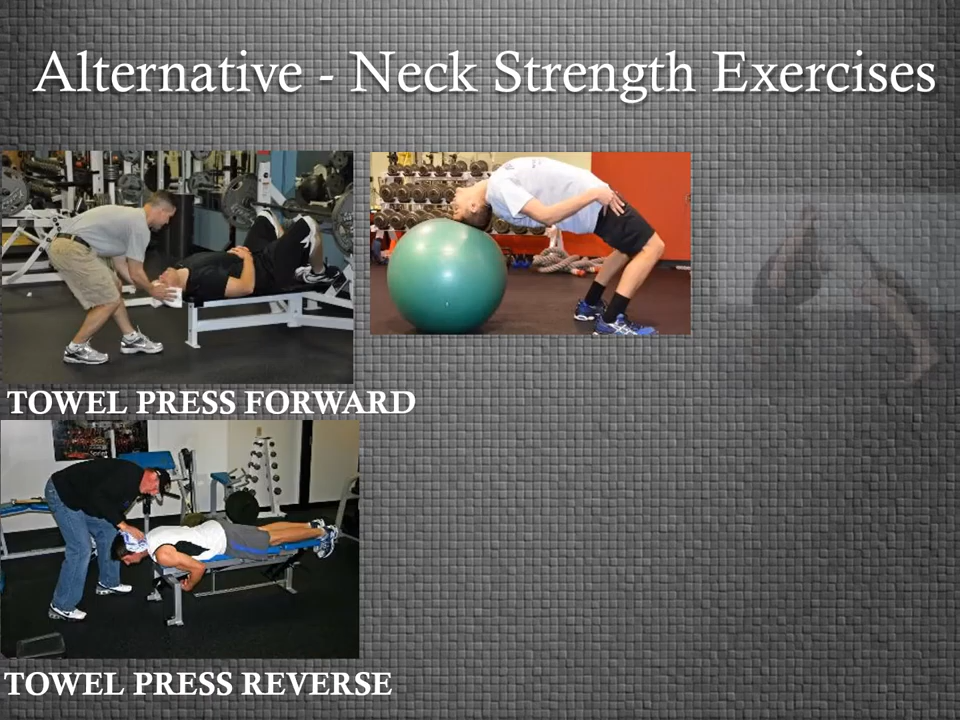 Alternative - Neck Strength Exercises
TOWEL PRESS FORWARD
TOWEL PRESS REVERSE